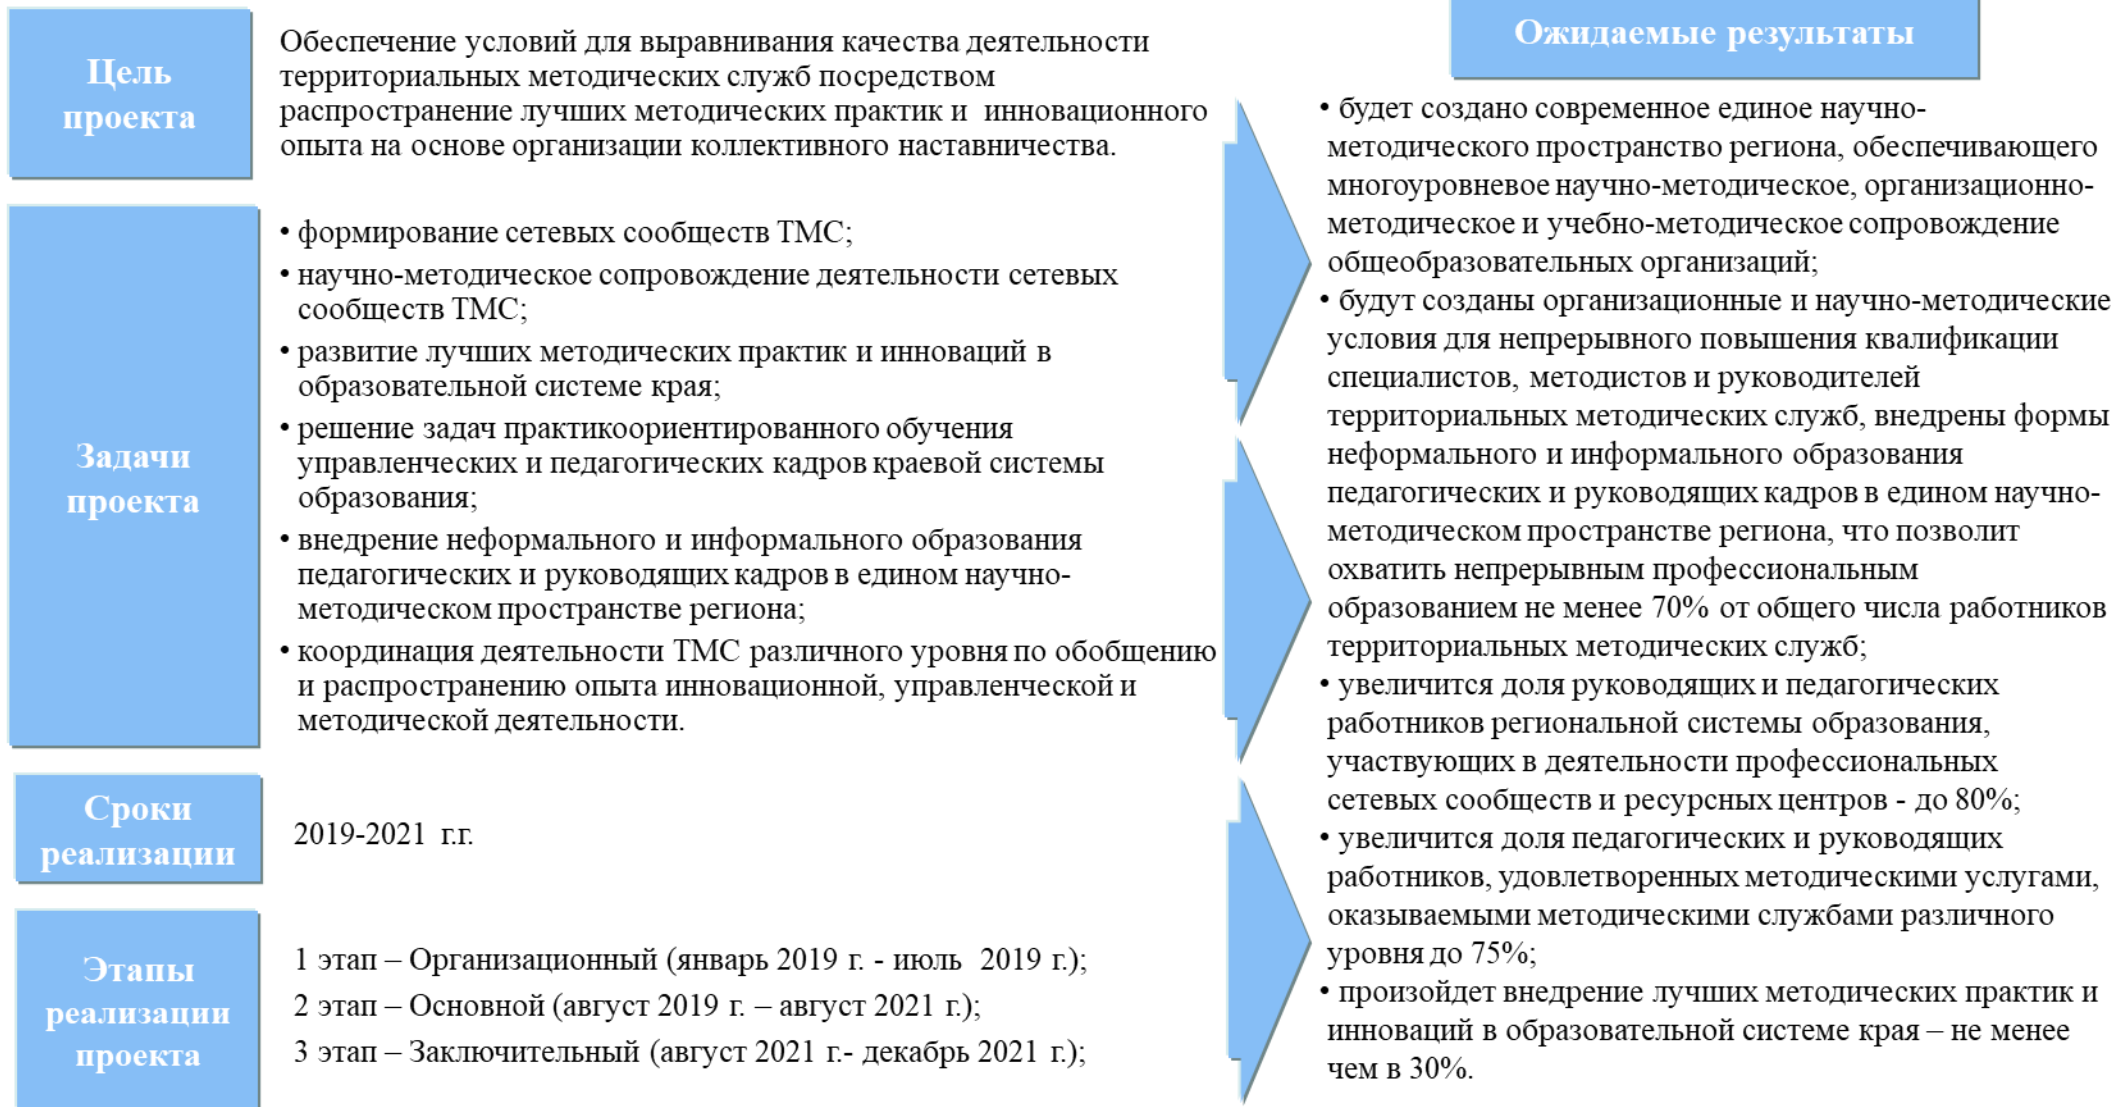 Цель
проекта
Обеспечение условий для выравнивания качества деятельности
территориальных методических служб посредством
распространение лучших методических практик и инновационного
опыта на основе организации коллективного наставничества.
Задачи
проекта
• формирование сетевых сообществ ТМС;
• научно-методическое сопровождение деятельности сетевых
сообществ ТМС;
• развитие лучших методических практик и инноваций в
образовательной системе края;
• решение задач практикоориентированного обучения
управленческих и педагогических кадров краевой системы
образования;
• внедрение неформального и информального образования
педагогических и руководящих кадров в едином научно-
методическом пространстве региона;
• координация деятельности ТМС различного уровня по обобщению
и распространению опыта инновационной, управленческой и
методической деятельности.
Сроки
реализации
2019-2021 г.г.
Этапы
реализации
проекта
1 этап – Организационный (январь 2019 г. - июль 2019 г.);
2 этап – Основной (август 2019 г. – август 2021 г.);
3 этап – Заключительный (август 2021 г.- декабрь 2021 г.);
Ожидаемые результаты
• будет создано современное единое научно-
методического пространство региона, обеспечивающего
многоуровневое научно-методическое, организационно-
методическое и учебно-методическое сопровождение
общеобразовательных организаций;
• будут созданы организационные и научно-методические
условия для непрерывного повышения квалификации
специалистов, методистов и руководителей
территориальных методических служб, внедрены формы
неформального и информального образования
педагогических и руководящих кадров в едином научно-
методическом пространстве региона, что позволит
охватить непрерывным профессиональным
образованием не менее 70% от общего числа работников
территориальных методических служб;
• увеличится доля руководящих и педагогических
работников региональной системы образования,
участвующих в деятельности профессиональных
сетевых сообществ и ресурсных центров - до 80%;
• увеличится доля педагогических и руководящих
работников, удовлетворенных методическими услугами,
оказываемыми методическими службами различного
уровня до 75%;
• произойдет внедрение лучших методических практик и
инноваций в образовательной системе края – не менее
чем в 30%.